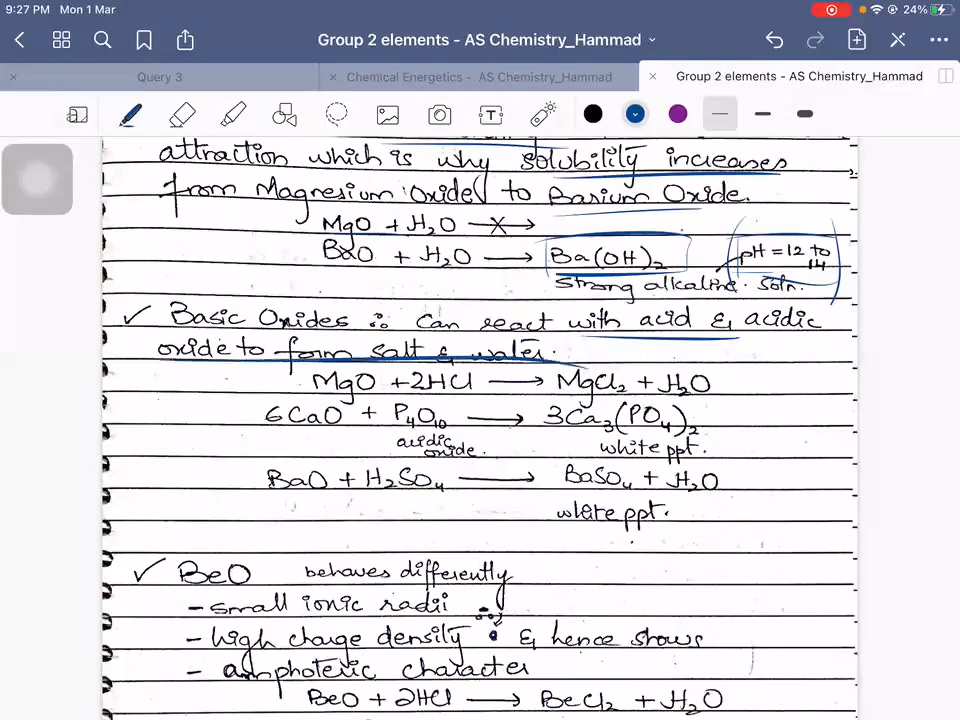 9:27 PM Mon 1 Mar
24%
Group 2 elements - AS Chemistry_Hammad
Query 3
Chemical Energetics - AS Chemistry_Hammad
Group 2 elements - AS Chemistry_Hammad
attraction which is why solubility increases
from Magnesium Oxide to Barium Oxide.
MgO + H₂O —X→
BaO + H₂O ⟶ Ba(OH)₂ pH = 12 to 14
strong alkaline. soln.
✓ Basic Oxides ∴ can react with acid & acidic
oxide to form salt & water.
MgO + 2HCl ⟶ MgCl₂ + H₂O
6CaO + P₄O₁₀ ⟶ 3Ca₃(PO₄)₂
acidic oxide. white ppt.
BaO + H₂SO₄ ⟶ BaSO₄ + H₂O
white ppt.
✓ BeO behaves differently
- small ionic radii
- high charge density & hence shows
- amphoteric character
BeO + 2HCl ⟶ BeCl₂ + H₂O